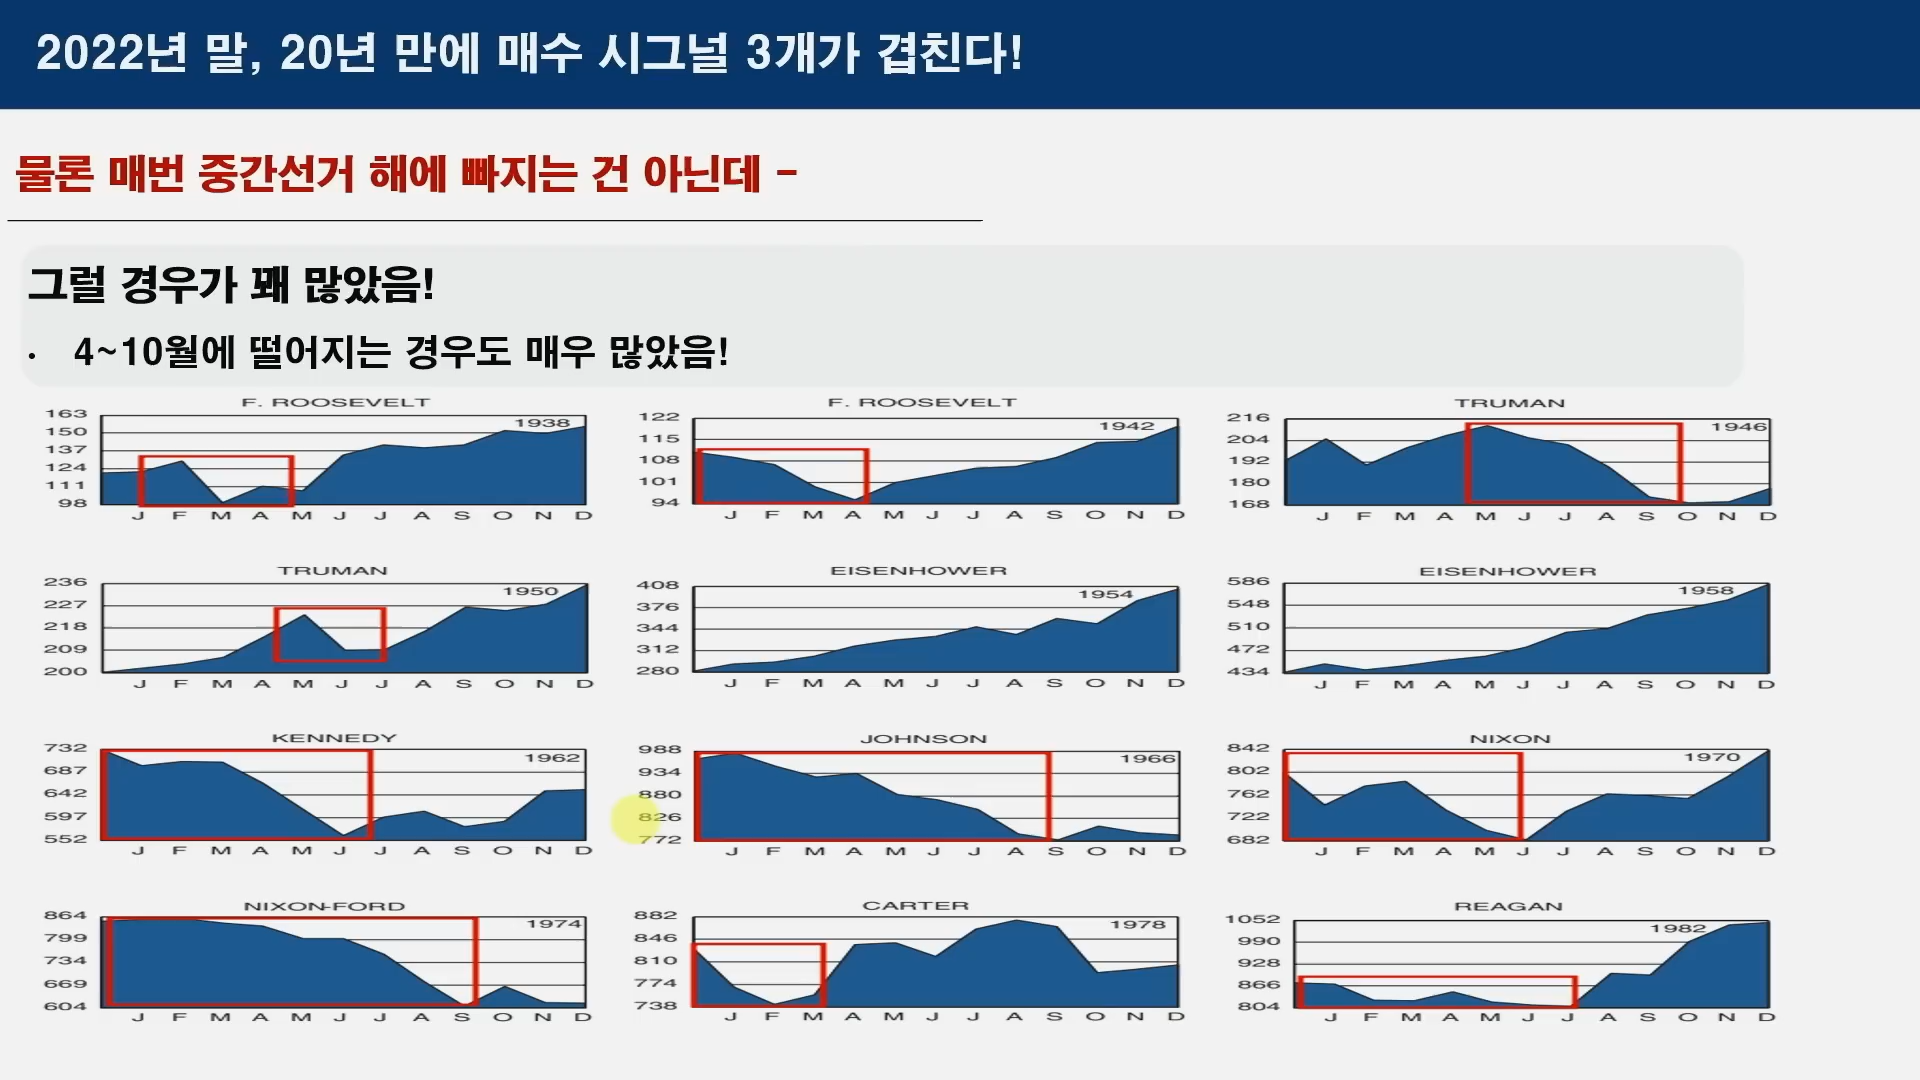 2022년 말, 20년 만에 매수 시그널 3개가 겹친다!
물론 매번 중간선거 해에 빠지는 건 아닌데 -
그럴 경우가 꽤 많았음!
• 4~10월에 떨어지는 경우도 매우 많았음!
F. ROOSEVELT
1938
163
150
137
124
111
98
J F M A M J J A S O N D
F. ROOSEVELT
1942
122
115
108
101
94
J F M A M J J A S O N D
TRUMAN
1946
216
204
192
180
168
J F M A M J J A S O N D
TRUMAN
1950
236
227
218
209
200
J F M A M J J A S O N D
EISENHOWER
1954
408
376
344
312
280
J F M A M J J A S O N D
EISENHOWER
1958
586
548
510
472
434
J F M A M J J A S O N D
KENNEDY
1962
732
687
642
597
552
J F M A M J J A S O N D
JOHNSON
1966
988
934
880
826
772
J F M A M J J A S O N D
NIXON
1970
842
802
762
722
682
J F M A M J J A S O N D
NIXON-FORD
1974
864
799
734
669
604
J F M A M J J A S O N D
CARTER
1978
882
846
810
774
738
J F M A M J J A S O N D
REAGAN
1982
1052
990
928
866
804
J F M A M J J A S O N D